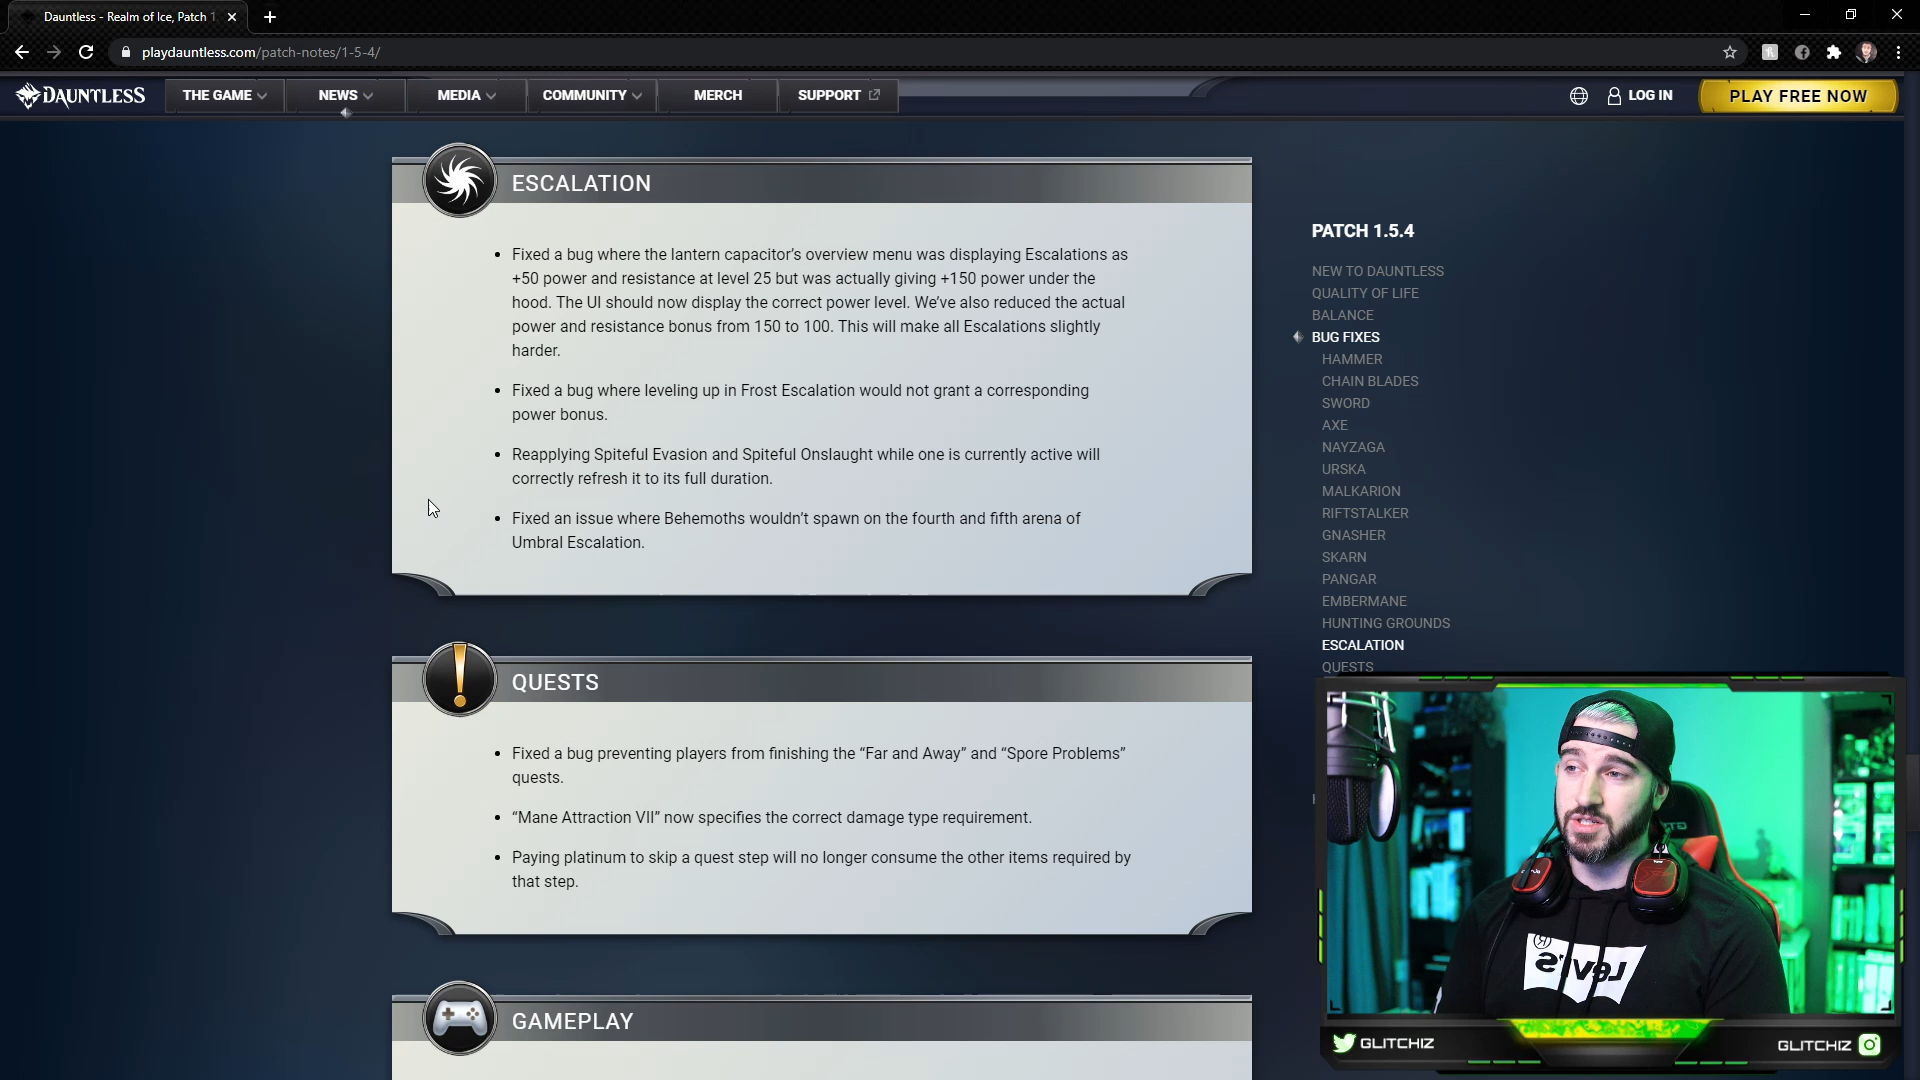 Dauntless - Realm of Ice, Patch 1
playdauntless.com/patch-notes/1-5-4/
DAUNTLESS
THE GAME
NEWS
MEDIA
COMMUNITY
MERCH
SUPPORT
LOG IN
PLAY FREE NOW
ESCALATION
Fixed a bug where the lantern capacitor’s overview menu was displaying Escalations as
+50 power and resistance at level 25 but was actually giving +150 power under the
hood. The UI should now display the correct power level. We’ve also reduced the actual
power and resistance bonus from 150 to 100. This will make all Escalations slightly
harder.
Fixed a bug where leveling up in Frost Escalation would not grant a corresponding
power bonus.
Reapplying Spiteful Evasion and Spiteful Onslaught while one is currently active will
correctly refresh it to its full duration.
Fixed an issue where Behemoths wouldn’t spawn on the fourth and fifth arena of
Umbral Escalation.
QUESTS
Fixed a bug preventing players from finishing the “Far and Away” and “Spore Problems”
quests.
“Mane Attraction VII” now specifies the correct damage type requirement.
Paying platinum to skip a quest step will no longer consume the other items required by
that step.
GAMEPLAY
PATCH 1.5.4
NEW TO DAUNTLESS
QUALITY OF LIFE
BALANCE
BUG FIXES
HAMMER
CHAIN BLADES
SWORD
AXE
NAYZAGA
URSKA
MALKARION
RIFTSTALKER
GNASHER
SKARN
PANGAR
EMBERMANE
HUNTING GROUNDS
ESCALATION
QUESTS
Levi's
GLITCHIZ
GLITCHIZ